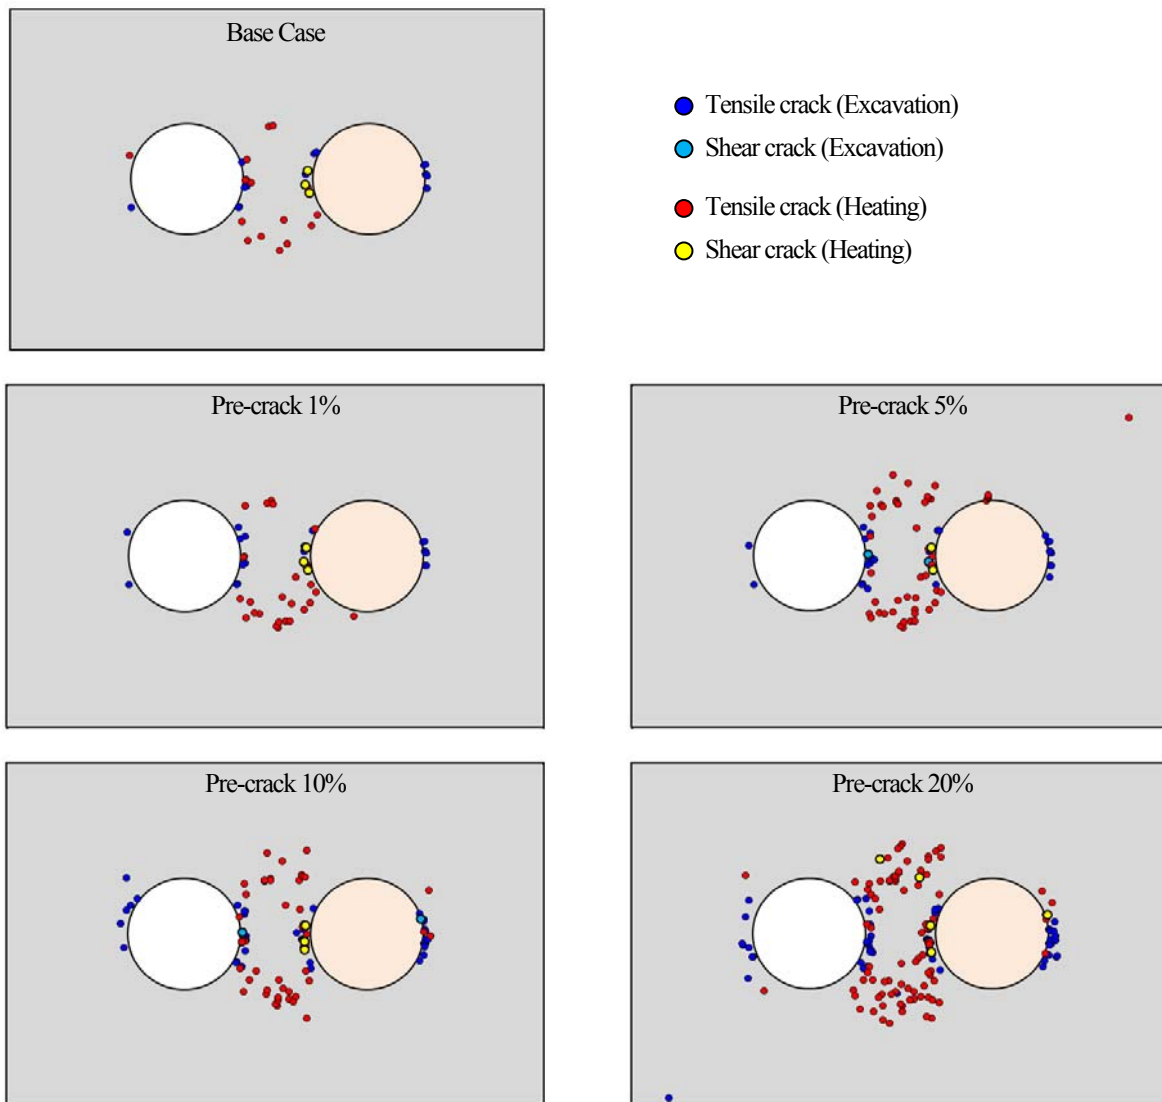 Base Case
Tensile crack (Excavation)
Shear crack (Excavation)
Tensile crack (Heating)
Shear crack (Heating)
Pre-crack 1%
Pre-crack 5%
Pre-crack 10%
Pre-crack 20%